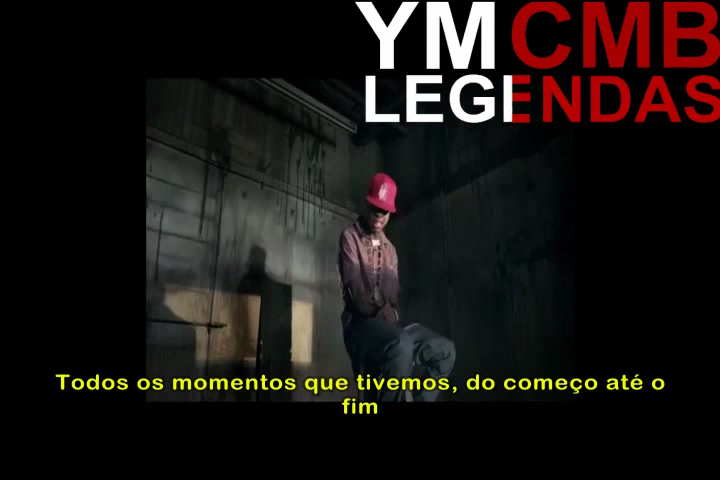 YMCMB
LEGENDAS
Todos os momentos que tivemos, do começo até o
fim